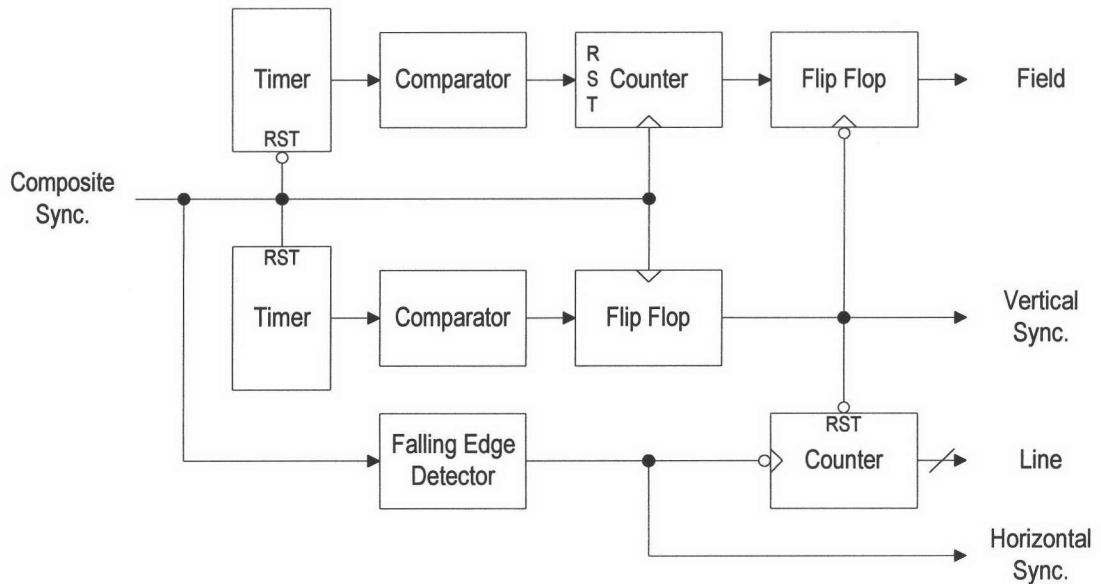 Timer
RST
Comparator
R
S
T
Counter
Flip Flop
Field
Composite
Sync.
RST
Timer
Comparator
Flip Flop
Vertical
Sync.
Falling Edge
Detector
RST
Counter
Line
Horizontal
Sync.